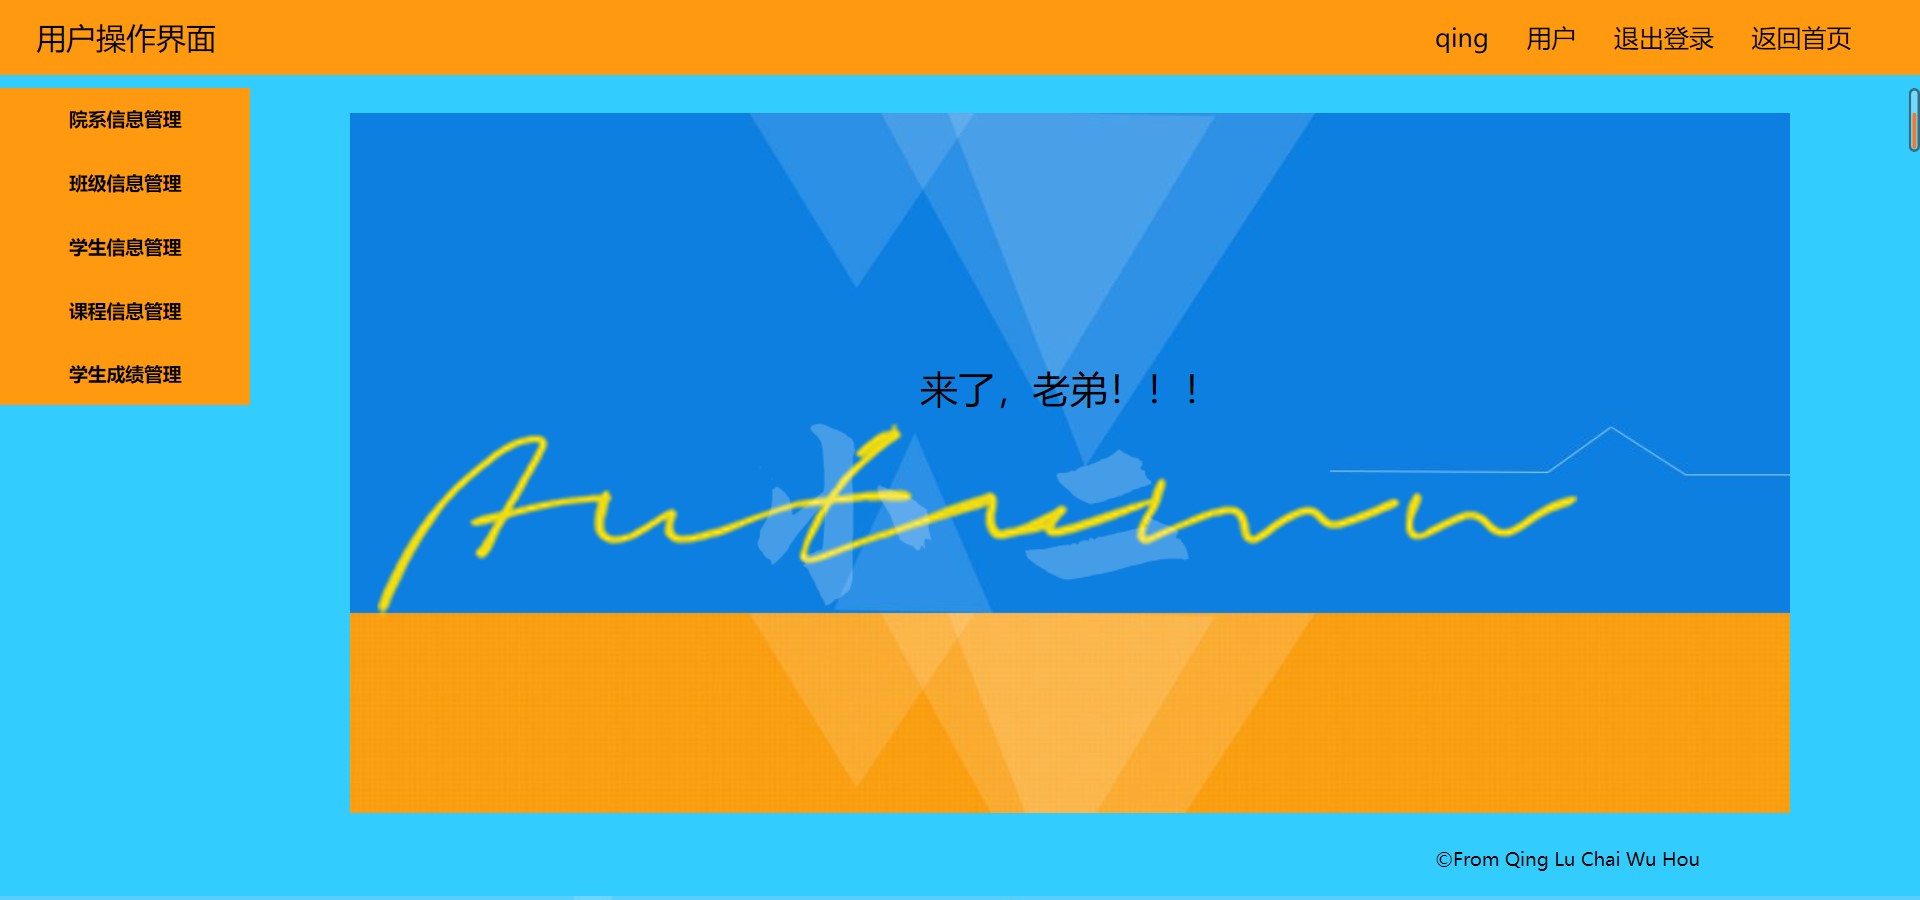 用户操作界面
qing 用户 退出登录 返回首页
院系信息管理
班级信息管理
学生信息管理
课程信息管理
学生成绩管理
来了，老弟！！！
Autumn
小二
©From Qing Lu Chai Wu Hou